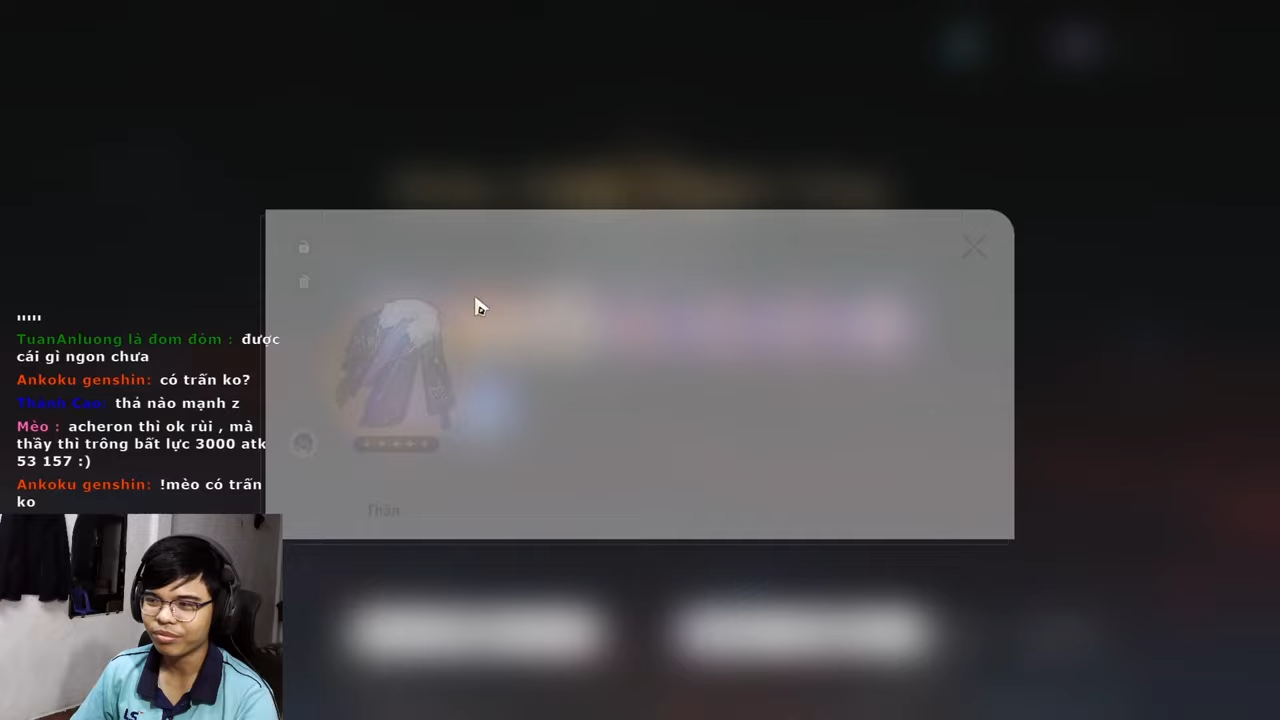 ,,,,,
TuanAnluong là đom đóm : được
cái gì ngon chưa
Ankoku genshin: có trấn ko?
Thành Cao: thả nào mạnh z
Mèo : acheron thì ok rùi , mà
thầy thì trông bất lực 3000 atk
53 157 :)
Ankoku genshin: !mèo có trấn
ko
Thân
LS